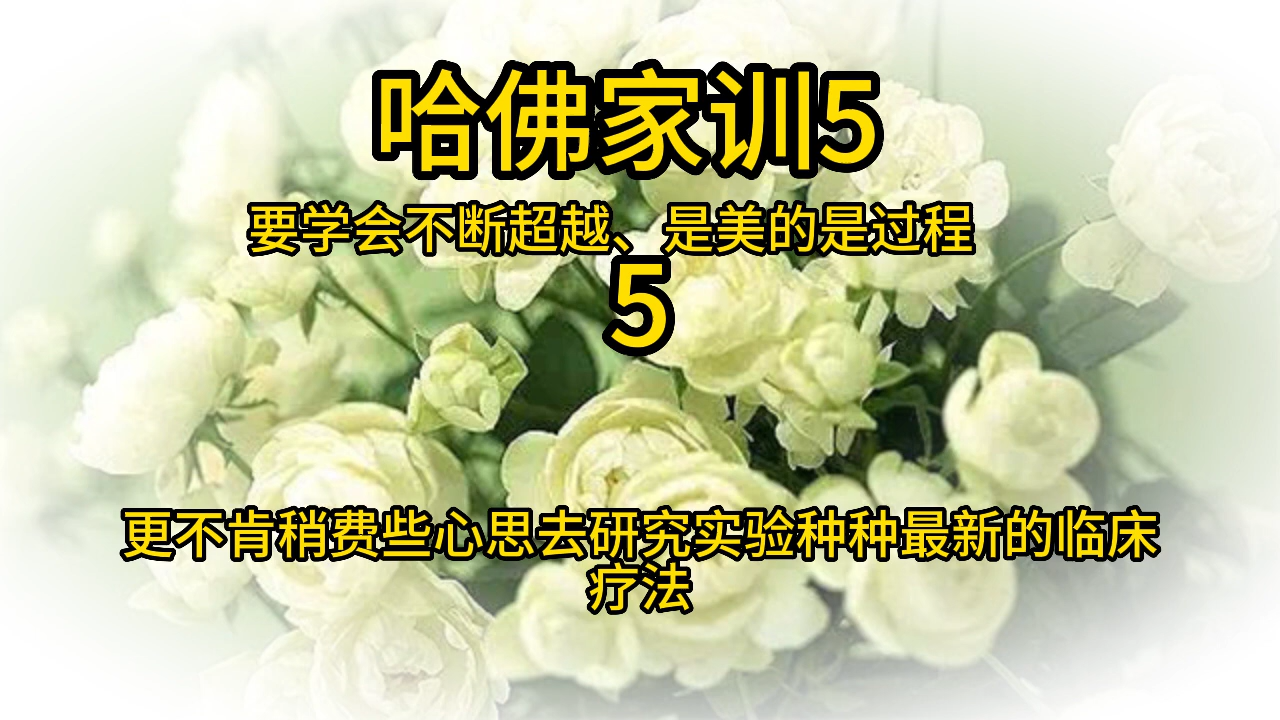 哈佛家训5
要学会不断超越、是美的是过程
5
更不肯稍费些心思去研究实验种种最新的临床
疗法